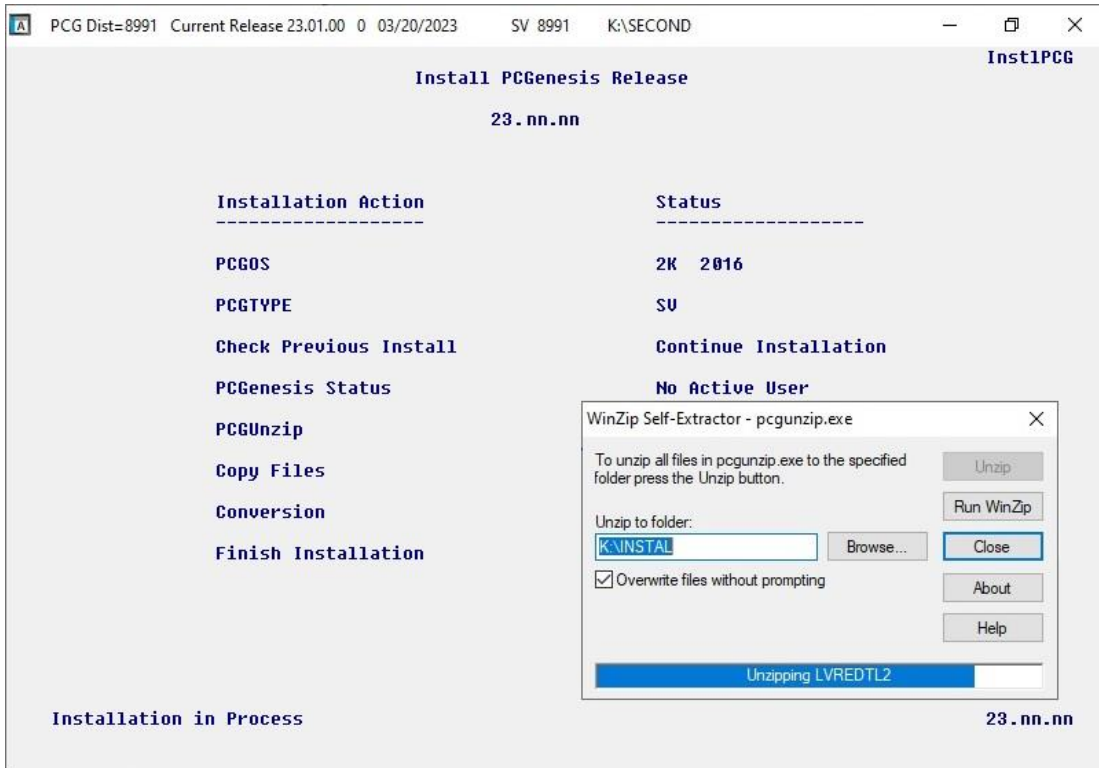 PCG Dist=8991 Current Release 23.01.00 0 03/20/2023 SV 8991 K:\SECOND
InstlPCG
Install PCGenesis Release
23.nn.nn
Installation Action Status
------------------- -------------------
PCGOS 2K 2016
PCGTYPE SV
Check Previous Install Continue Installation
PCGenesis Status No Active User
PCGUnzip
Copy Files
Conversion
Finish Installation
WinZip Self-Extractor - pcgunzip.exe
To unzip all files in pcgunzip.exe to the specified
folder press the Unzip button.
Unzip to folder:
K:\INSTAL
Browse...
Overwrite files without prompting
Unzip
Run WinZip
Close
About
Help
Unzipping LVREDTL2
Installation in Process 23.nn.nn